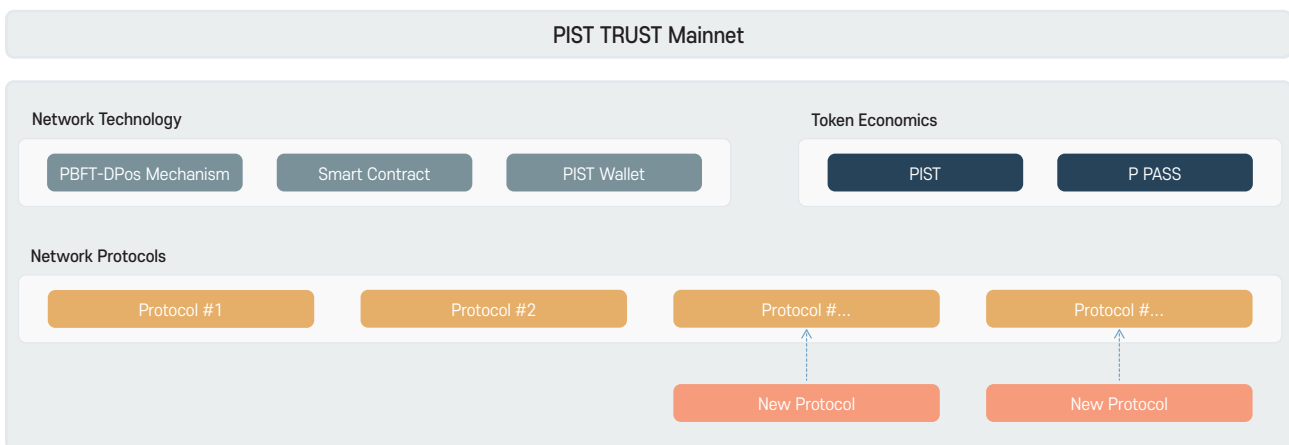 PIST TRUST Mainnet
Network Technology
Token Economics
PBFT-DPos Mechanism
Smart Contract
PIST Wallet
PIST
P PASS
Network Protocols
Protocol #1
Protocol #2
Protocol #...
Protocol #...
New Protocol
New Protocol